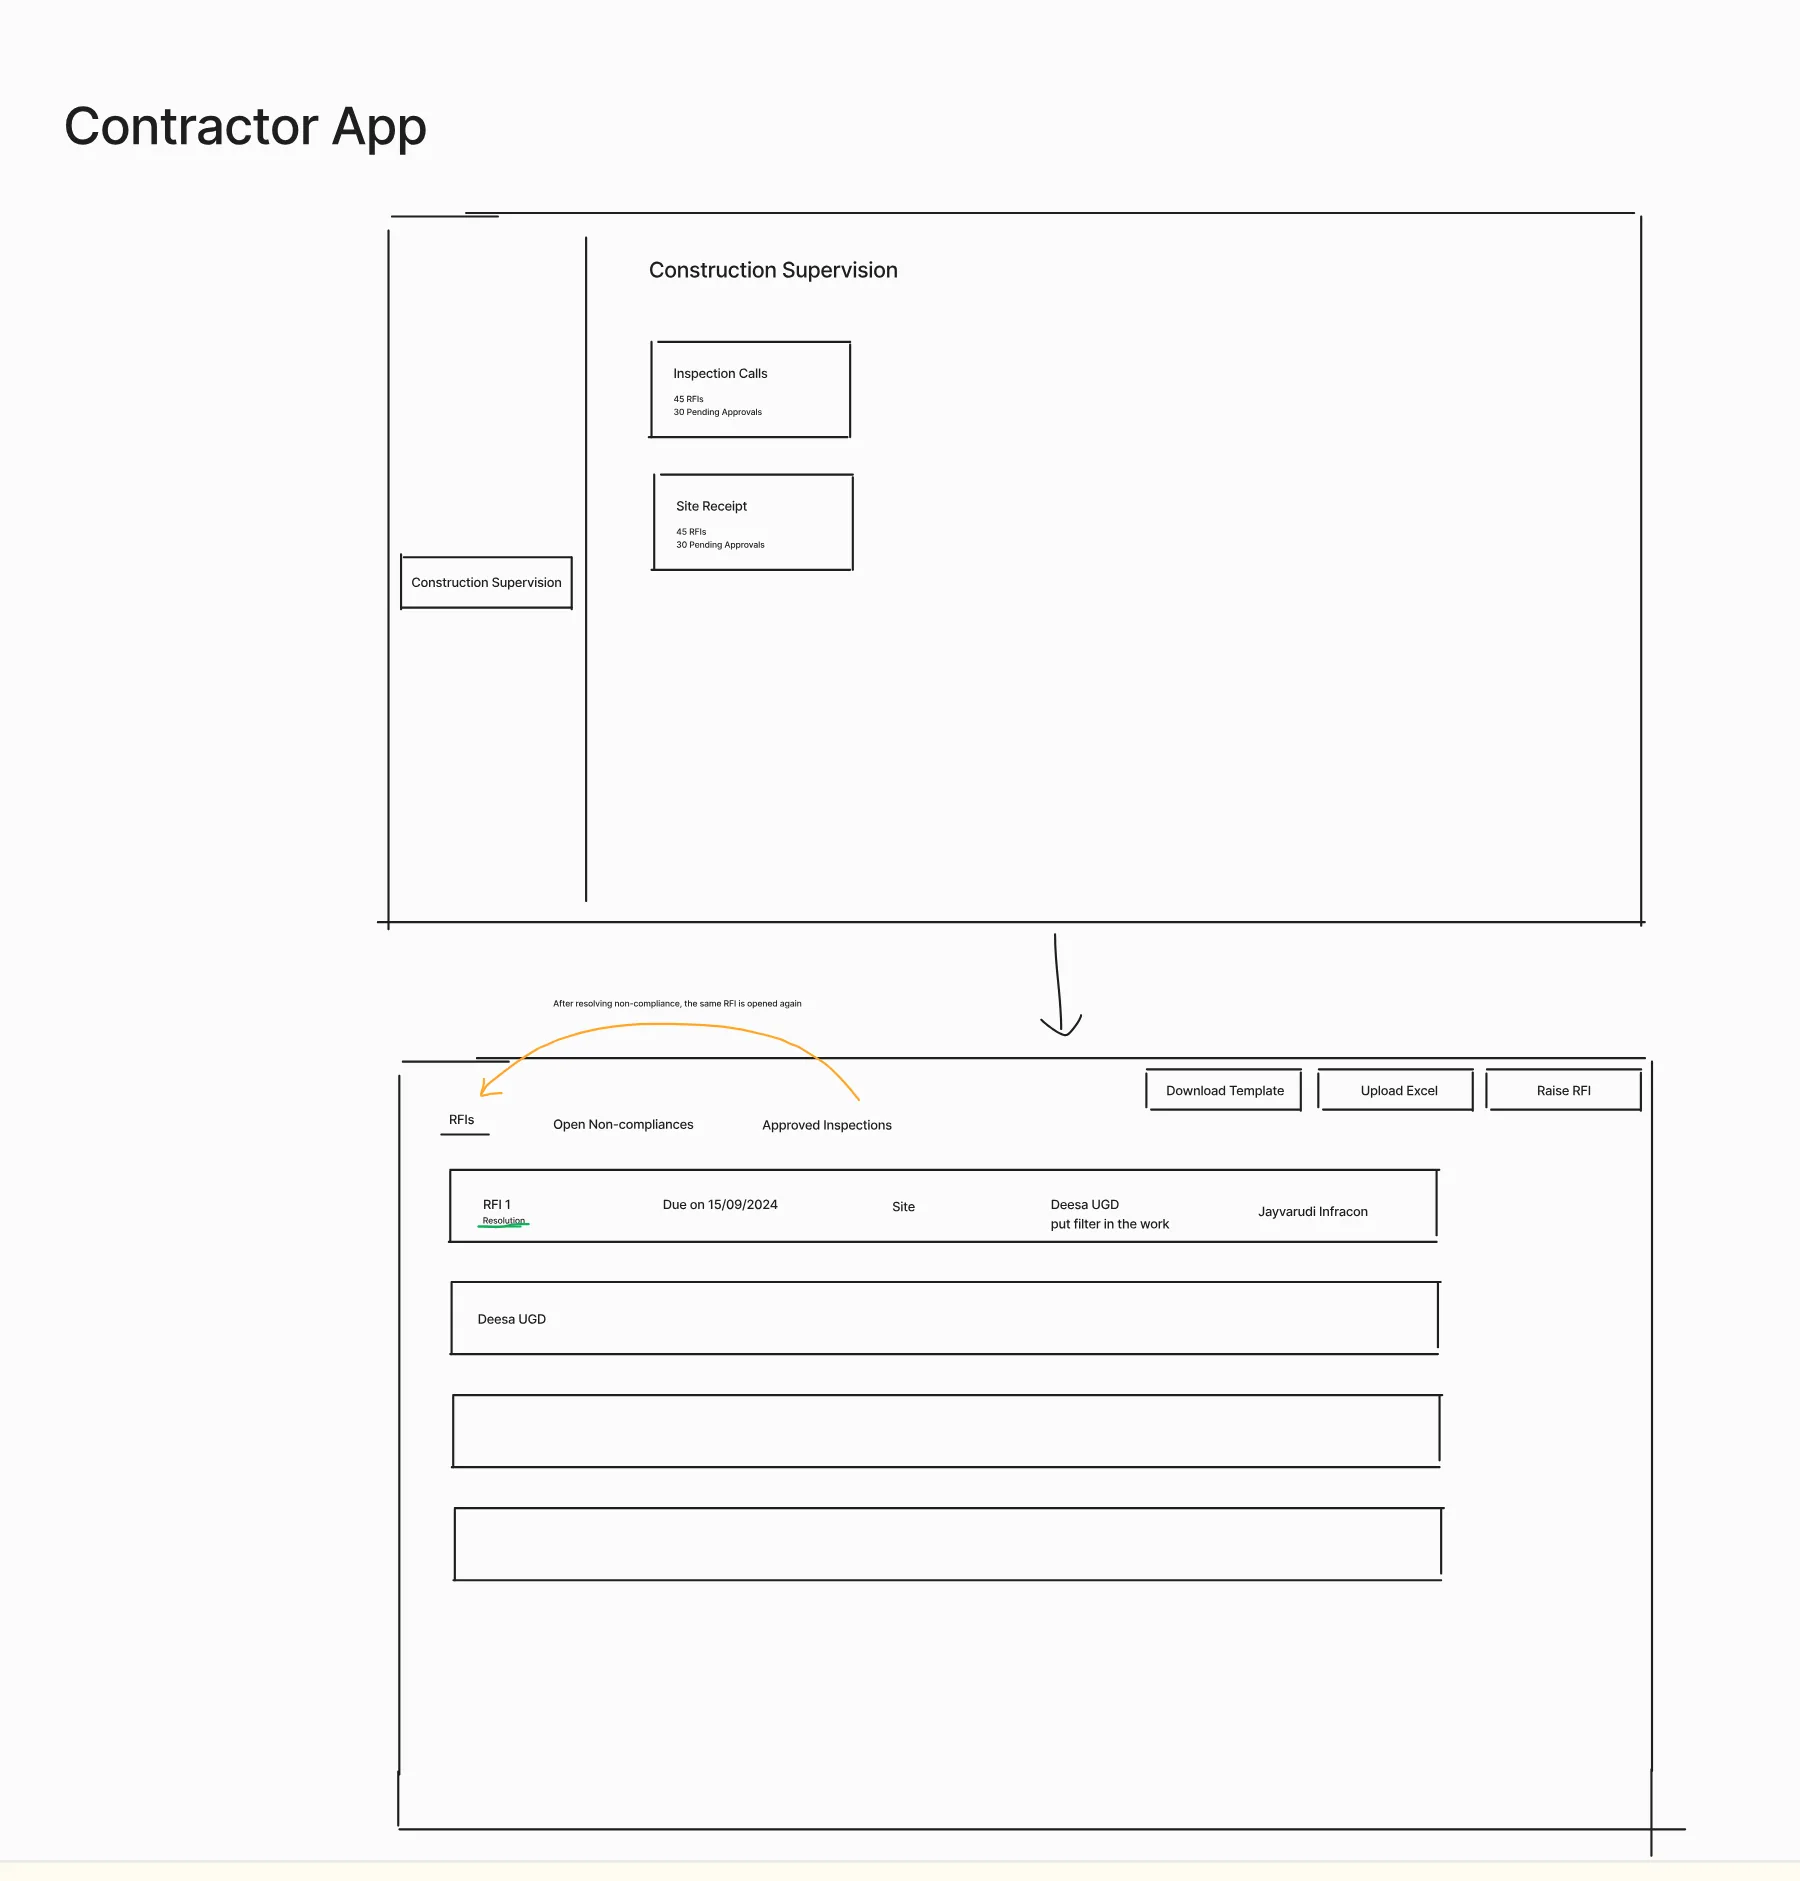 Contractor App
Construction Supervision
Inspection Calls
45 RFIs
30 Pending Approvals
Site Receipt
45 RFIs
30 Pending Approvals
Construction Supervision
After resolving non-compliance, the same RFI is opened again
Download Template
Upload Excel
Raise RFI
RFIs
Open Non-compliances
Approved Inspections
RFI 1
Resolution
Due on 15/09/2024
Site
Deesa UGD
put filter in the work
Jayvarudi Infracon
Deesa UGD